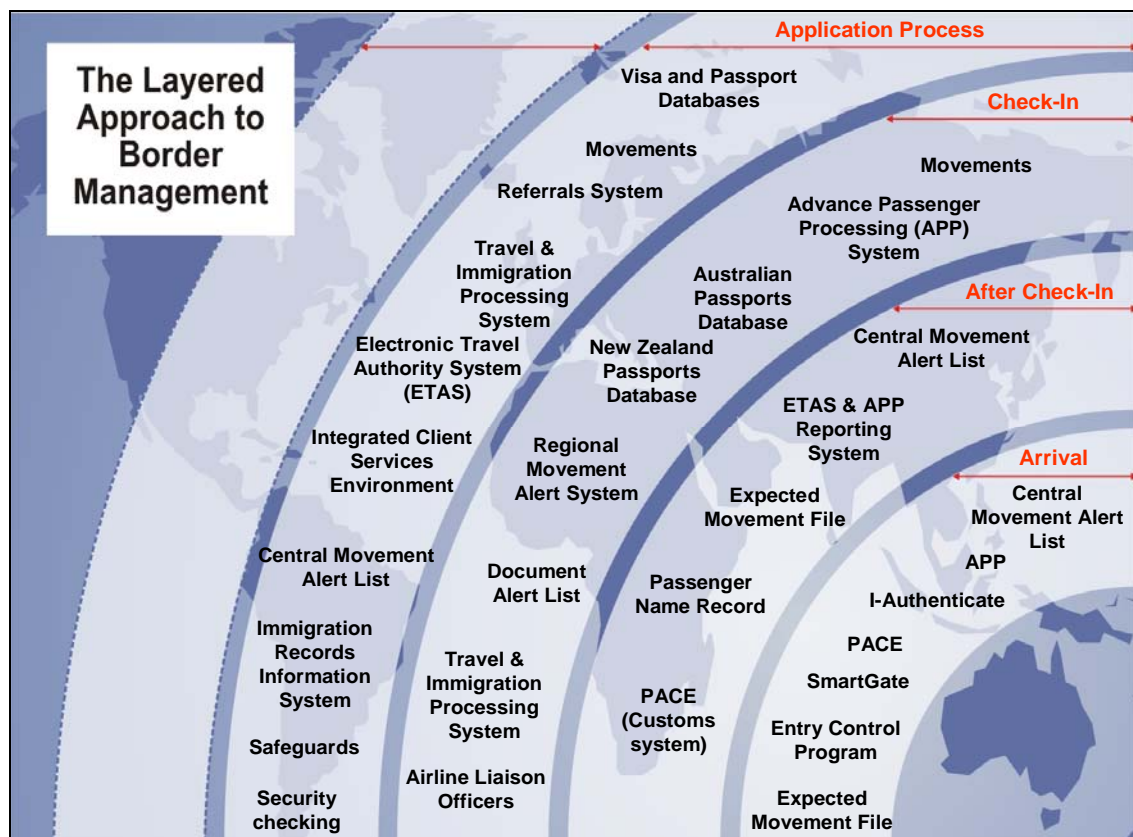 The Layered
Approach to
Border
Management
Application Process
Visa and Passport
Databases
Movements
Referrals System
Travel &
Immigration
Processing
System
Electronic Travel
Authority System
(ETAS)
Integrated Client
Services
Environment
Central Movement
Alert List
Immigration
Records
Information
System
Safeguards
Security
checking
Check-In
Movements
Advance Passenger
Processing (APP)
System
Australian
Passports
Database
New Zealand
Passports
Database
Regional
Movement
Alert System
Document
Alert List
Travel &
Immigration
Processing
System
Airline Liaison
Officers
After Check-In
Central Movement
Alert List
ETAS & APP
Reporting
System
Expected
Movement File
Passenger
Name Record
PACE
(Customs
system)
Arrival
Central
Movement Alert
List
APP
I-Authenticate
PACE
SmartGate
Entry Control
Program
Expected
Movement File